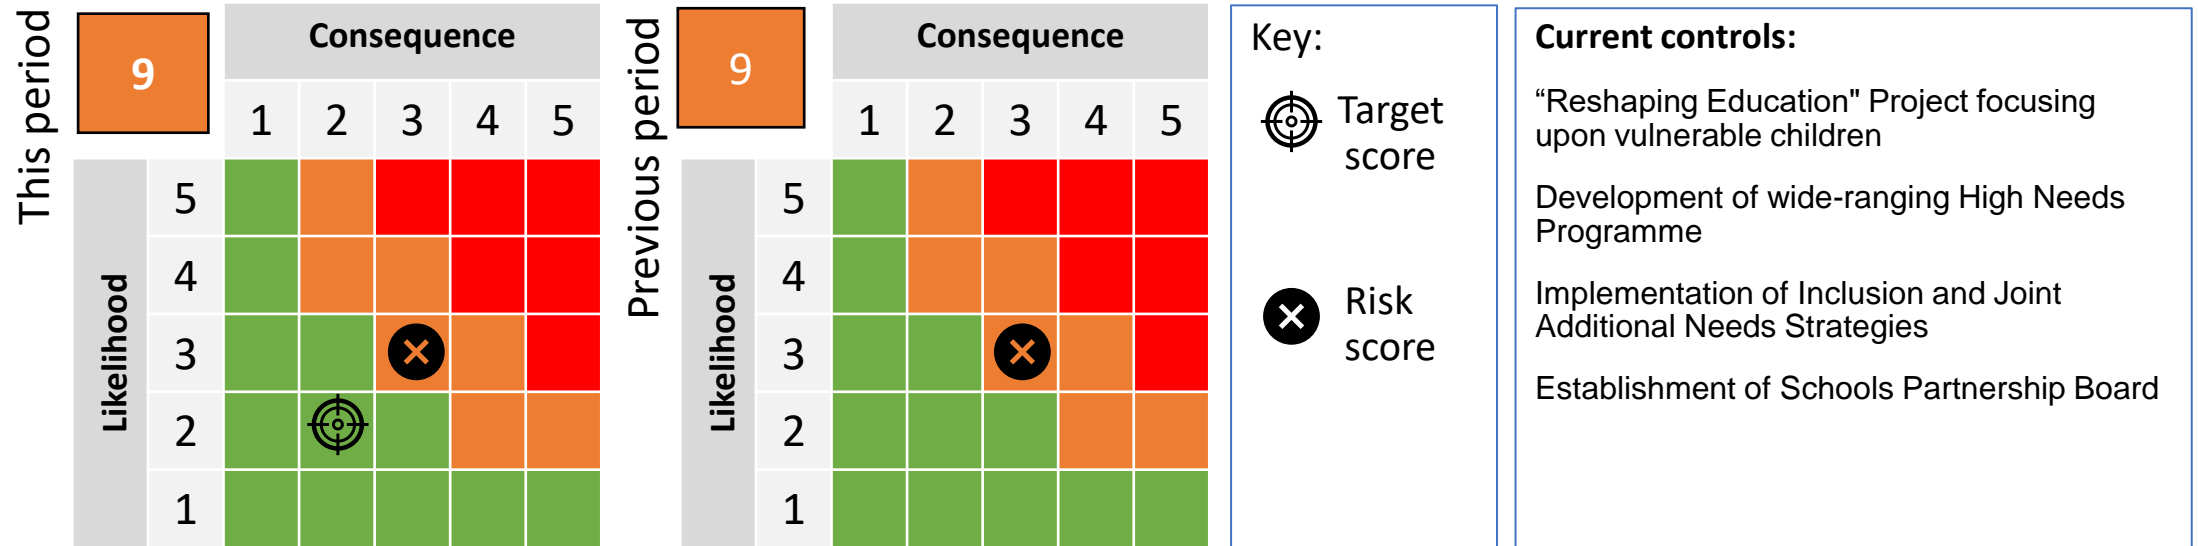 This period
9
Consequence
1 2 3 4 5
Likelihood
5
4
3
2
1
Previous period
9
Consequence
1 2 3 4 5
Likelihood
5
4
3
2
1
Key:
Target
score
Risk
score
Current controls:
“Reshaping Education" Project focusing
upon vulnerable children
Development of wide-ranging High Needs
Programme
Implementation of Inclusion and Joint
Additional Needs Strategies
Establishment of Schools Partnership Board